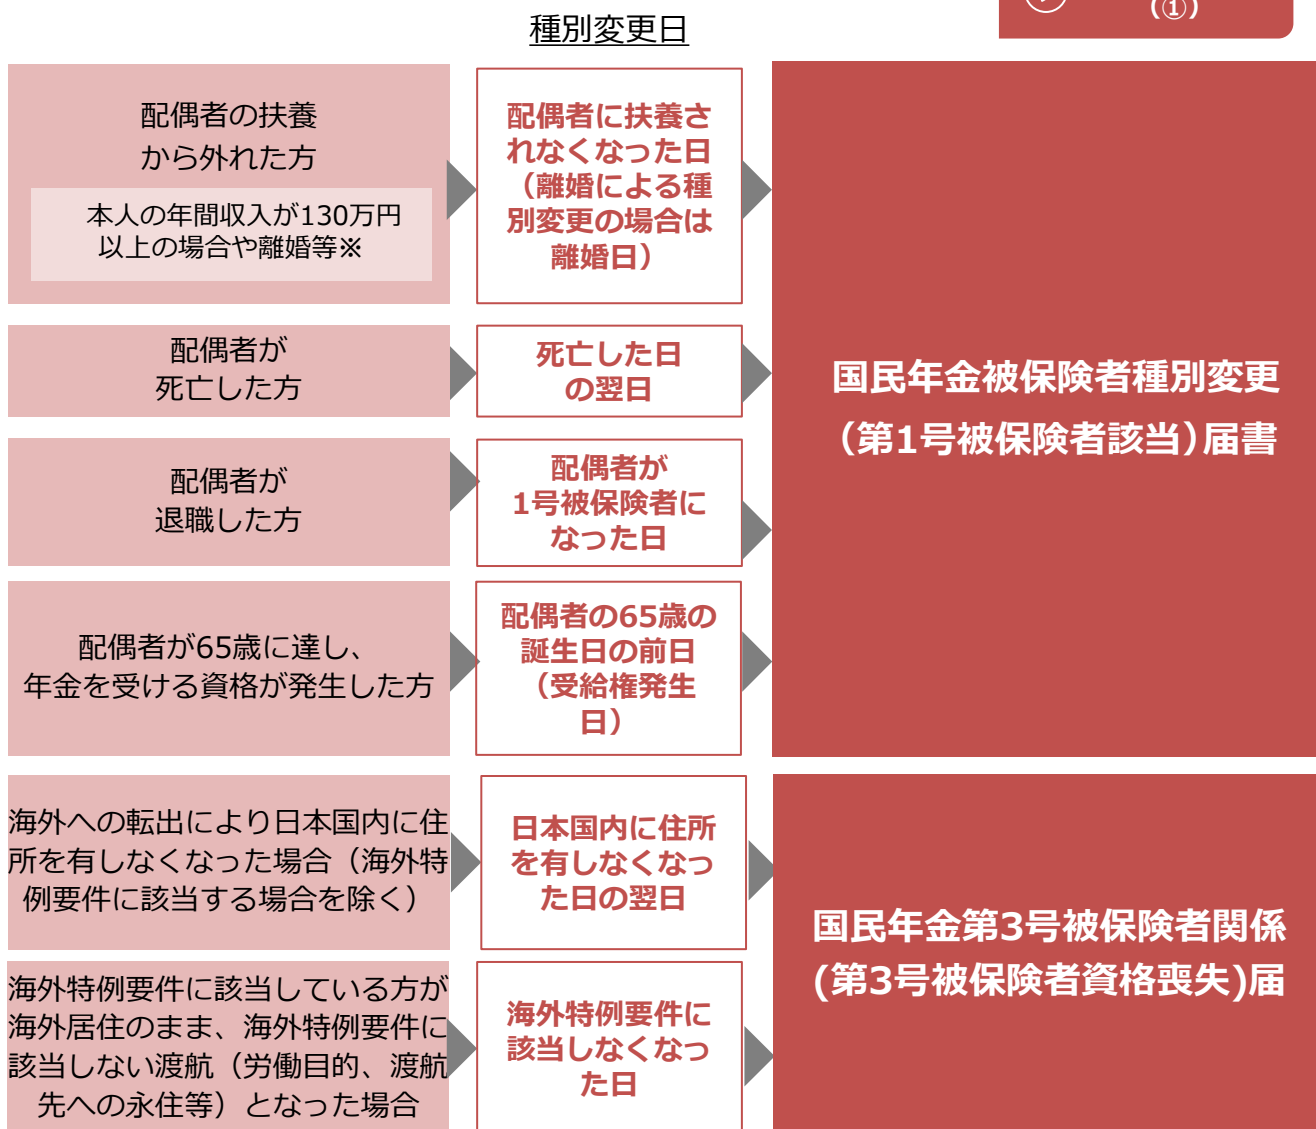 (①)
種別変更日
配偶者の扶養
から外れた方
本人の年間収入が130万円
以上の場合や離婚等※
配偶者に扶養さ
れなくなった日
（離婚による種
別変更の場合は
離婚日）
配偶者が
死亡した方
死亡した日
の翌日
配偶者が
退職した方
配偶者が
1号被保険者に
なった日
配偶者が65歳に達し、
年金を受ける資格が発生した方
配偶者の65歳の
誕生日の前日
（受給権発生
日）
国民年金被保険者種別変更
（第1号被保険者該当）届書
海外への転出により日本国内に住
所を有しなくなった場合（海外特
例要件に該当する場合を除く）
日本国内に住所
を有しなくなっ
た日の翌日
海外特例要件に該当している方が
海外居住のまま、海外特例要件に
該当しない渡航（労働目的、渡航
先への永住等）となった場合
海外特例要件に
該当しなくなっ
た日
国民年金第3号被保険者関係
(第3号被保険者資格喪失)届